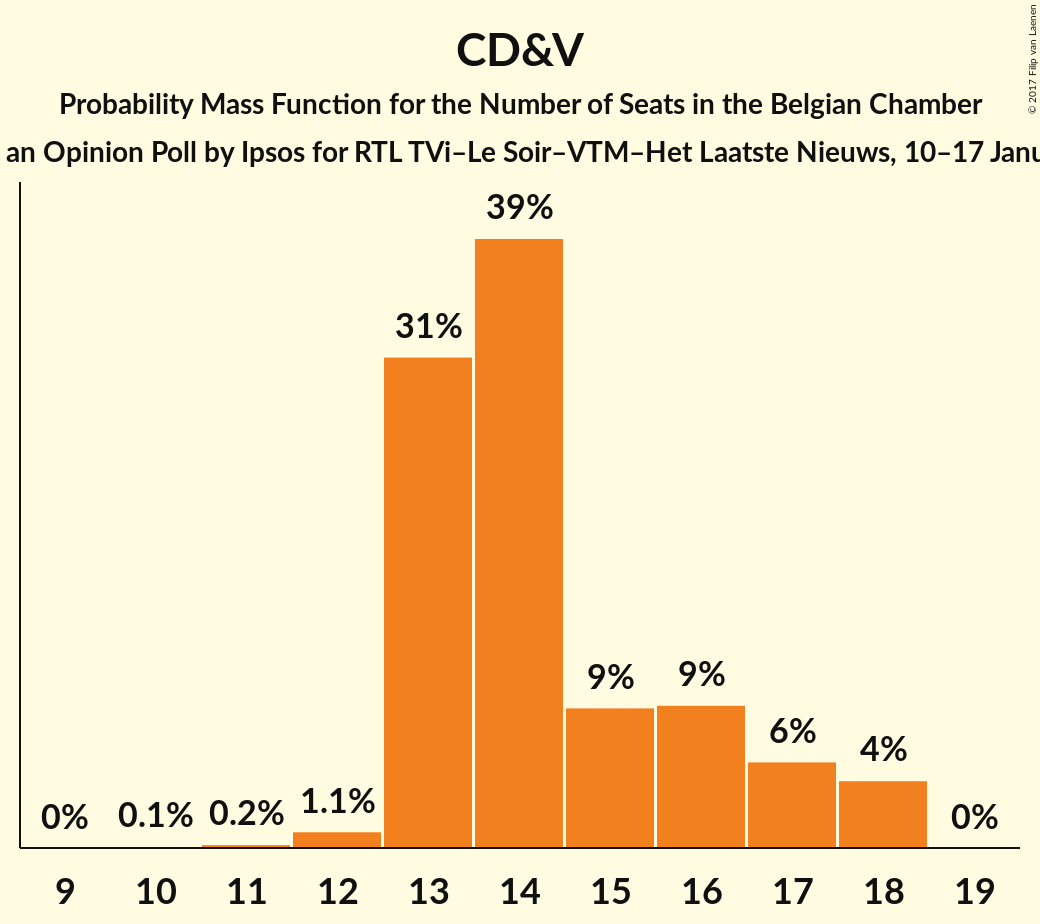 CD&V
Probability Mass Function for the Number of Seats in the Belgian Chamber
an Opinion Poll by Ipsos for RTL TVi–Le Soir–VTM–Het Laatste Nieuws, 10–17 Janu
© 2017 Filip van Laenen
39%
31%
9%
9%
6%
4%
0%
0.1%
0.2%
1.1%
0%
9 10 11 12 13 14 15 16 17 18 19